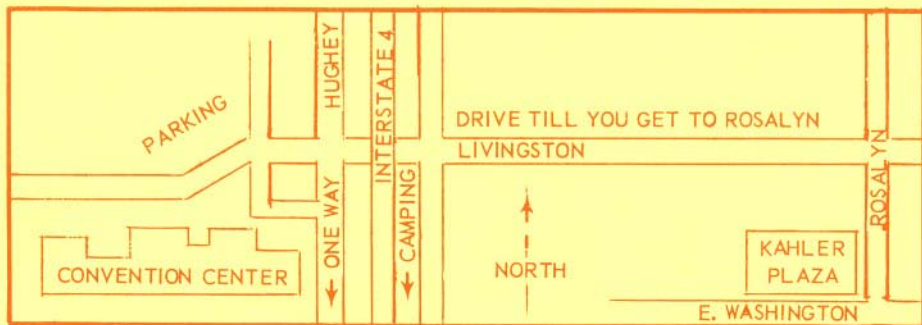 PARKING
HUGHEY
ONE WAY
INTERSTATE 4
CAMPING
DRIVE TILL YOU GET TO ROSALYN
LIVINGSTON
ROSALYN
CONVENTION CENTER
NORTH
KAHLER
PLAZA
E. WASHINGTON